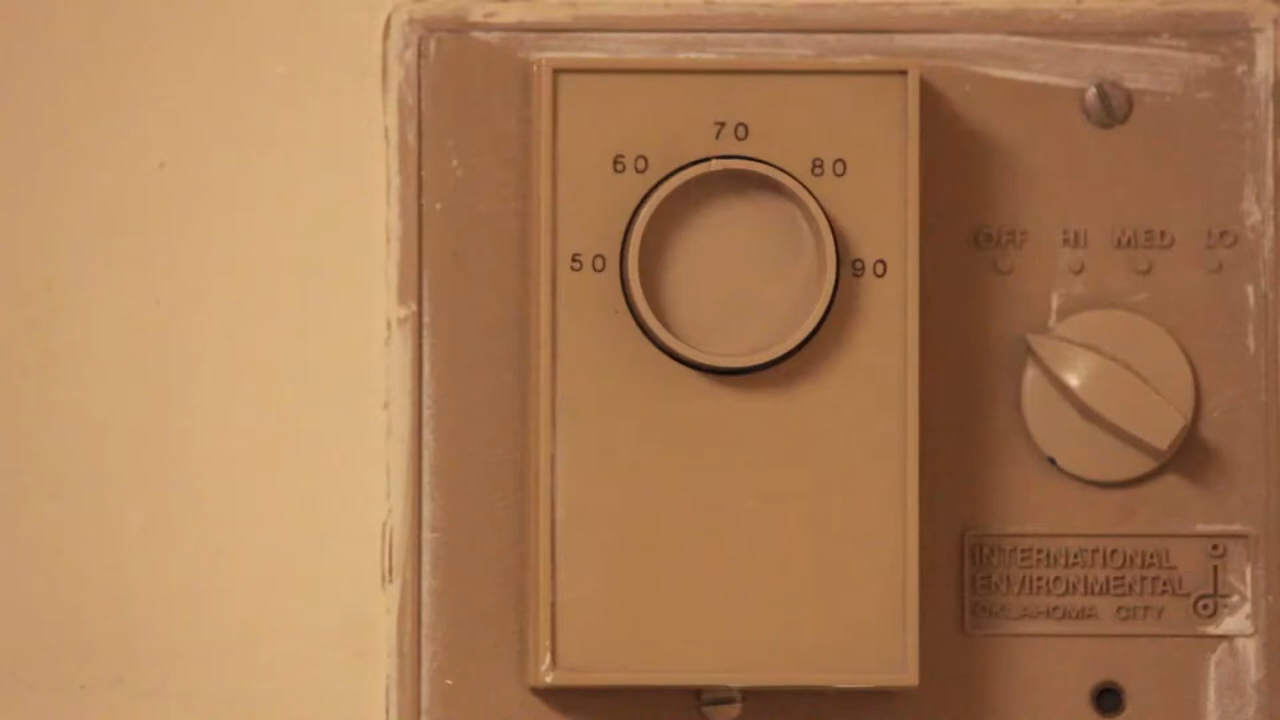 70
60 80
50 90
OFF HI MED LO
INTERNATIONAL
ENVIRONMENTAL
OKLAHOMA CITY